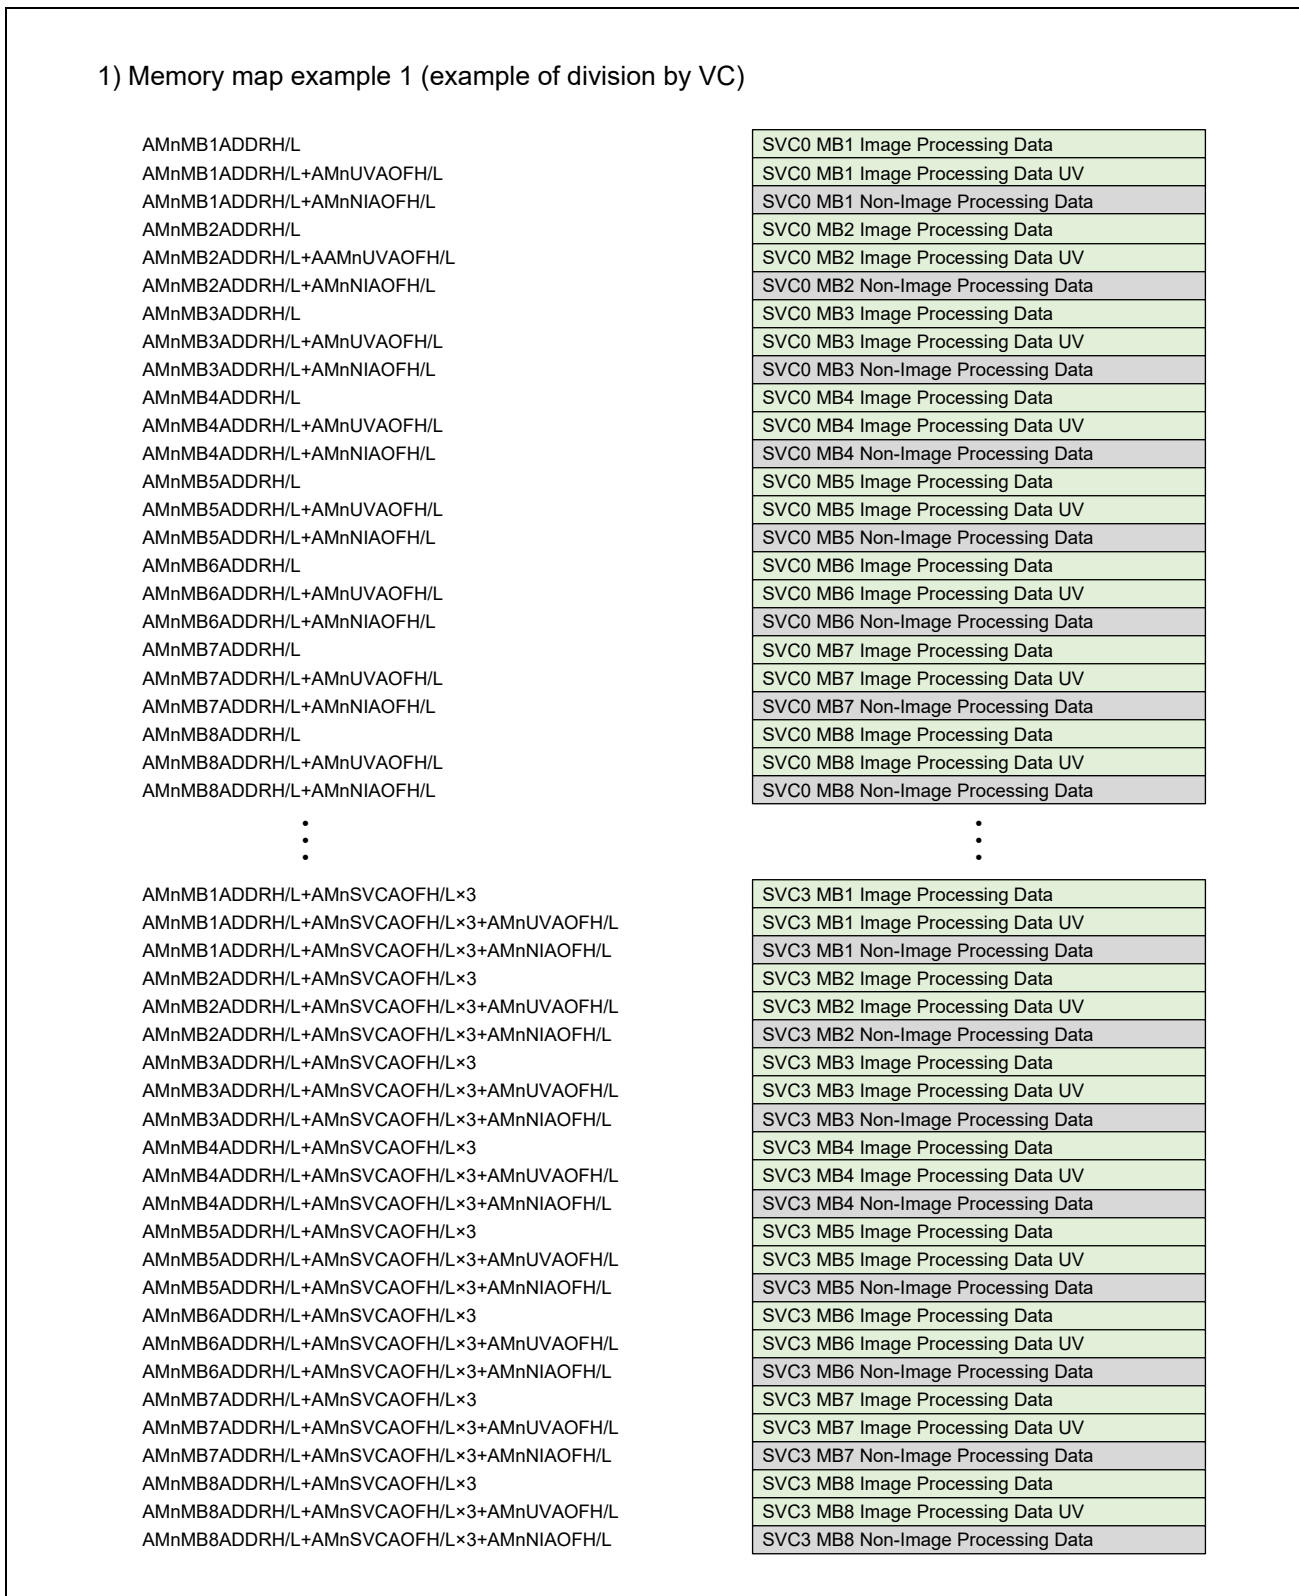 1) Memory map example 1 (example of division by VC)
AMnMB1ADDRH/L SVC0 MB1 Image Processing Data
AMnMB1ADDRH/L+AMnUVAOFH/L SVC0 MB1 Image Processing Data UV
AMnMB1ADDRH/L+AMnNIAOFH/L SVC0 MB1 Non-Image Processing Data
AMnMB2ADDRH/L SVC0 MB2 Image Processing Data
AMnMB2ADDRH/L+AAMnUVAOFH/L SVC0 MB2 Image Processing Data UV
AMnMB2ADDRH/L+AMnNIAOFH/L SVC0 MB2 Non-Image Processing Data
AMnMB3ADDRH/L SVC0 MB3 Image Processing Data
AMnMB3ADDRH/L+AMnUVAOFH/L SVC0 MB3 Image Processing Data UV
AMnMB3ADDRH/L+AMnNIAOFH/L SVC0 MB3 Non-Image Processing Data
AMnMB4ADDRH/L SVC0 MB4 Image Processing Data
AMnMB4ADDRH/L+AMnUVAOFH/L SVC0 MB4 Image Processing Data UV
AMnMB4ADDRH/L+AMnNIAOFH/L SVC0 MB4 Non-Image Processing Data
AMnMB5ADDRH/L SVC0 MB5 Image Processing Data
AMnMB5ADDRH/L+AMnUVAOFH/L SVC0 MB5 Image Processing Data UV
AMnMB5ADDRH/L+AMnNIAOFH/L SVC0 MB5 Non-Image Processing Data
AMnMB6ADDRH/L SVC0 MB6 Image Processing Data
AMnMB6ADDRH/L+AMnUVAOFH/L SVC0 MB6 Image Processing Data UV
AMnMB6ADDRH/L+AMnNIAOFH/L SVC0 MB6 Non-Image Processing Data
AMnMB7ADDRH/L SVC0 MB7 Image Processing Data
AMnMB7ADDRH/L+AMnUVAOFH/L SVC0 MB7 Image Processing Data UV
AMnMB7ADDRH/L+AMnNIAOFH/L SVC0 MB7 Non-Image Processing Data
AMnMB8ADDRH/L SVC0 MB8 Image Processing Data
AMnMB8ADDRH/L+AMnUVAOFH/L SVC0 MB8 Image Processing Data UV
AMnMB8ADDRH/L+AMnNIAOFH/L SVC0 MB8 Non-Image Processing Data
AMnMB1ADDRH/L+AMnSVCAOFH/L×3 SVC3 MB1 Image Processing Data
AMnMB1ADDRH/L+AMnSVCAOFH/L×3+AMnUVAOFH/L SVC3 MB1 Image Processing Data UV
AMnMB1ADDRH/L+AMnSVCAOFH/L×3+AMnNIAOFH/L SVC3 MB1 Non-Image Processing Data
AMnMB2ADDRH/L+AMnSVCAOFH/L×3 SVC3 MB2 Image Processing Data
AMnMB2ADDRH/L+AMnSVCAOFH/L×3+AMnUVAOFH/L SVC3 MB2 Image Processing Data UV
AMnMB2ADDRH/L+AMnSVCAOFH/L×3+AMnNIAOFH/L SVC3 MB2 Non-Image Processing Data
AMnMB3ADDRH/L+AMnSVCAOFH/L×3 SVC3 MB3 Image Processing Data
AMnMB3ADDRH/L+AMnSVCAOFH/L×3+AMnUVAOFH/L SVC3 MB3 Image Processing Data UV
AMnMB3ADDRH/L+AMnSVCAOFH/L×3+AMnNIAOFH/L SVC3 MB3 Non-Image Processing Data
AMnMB4ADDRH/L+AMnSVCAOFH/L×3 SVC3 MB4 Image Processing Data
AMnMB4ADDRH/L+AMnSVCAOFH/L×3+AMnUVAOFH/L SVC3 MB4 Image Processing Data UV
AMnMB4ADDRH/L+AMnSVCAOFH/L×3+AMnNIAOFH/L SVC3 MB4 Non-Image Processing Data
AMnMB5ADDRH/L+AMnSVCAOFH/L×3 SVC3 MB5 Image Processing Data
AMnMB5ADDRH/L+AMnSVCAOFH/L×3+AMnUVAOFH/L SVC3 MB5 Image Processing Data UV
AMnMB5ADDRH/L+AMnSVCAOFH/L×3+AMnNIAOFH/L SVC3 MB5 Non-Image Processing Data
AMnMB6ADDRH/L+AMnSVCAOFH/L×3 SVC3 MB6 Image Processing Data
AMnMB6ADDRH/L+AMnSVCAOFH/L×3+AMnUVAOFH/L SVC3 MB6 Image Processing Data UV
AMnMB6ADDRH/L+AMnSVCAOFH/L×3+AMnNIAOFH/L SVC3 MB6 Non-Image Processing Data
AMnMB7ADDRH/L+AMnSVCAOFH/L×3 SVC3 MB7 Image Processing Data
AMnMB7ADDRH/L+AMnSVCAOFH/L×3+AMnUVAOFH/L SVC3 MB7 Image Processing Data UV
AMnMB7ADDRH/L+AMnSVCAOFH/L×3+AMnNIAOFH/L SVC3 MB7 Non-Image Processing Data
AMnMB8ADDRH/L+AMnSVCAOFH/L×3 SVC3 MB8 Image Processing Data
AMnMB8ADDRH/L+AMnSVCAOFH/L×3+AMnUVAOFH/L SVC3 MB8 Image Processing Data UV
AMnMB8ADDRH/L+AMnSVCAOFH/L×3+AMnNIAOFH/L SVC3 MB8 Non-Image Processing Data